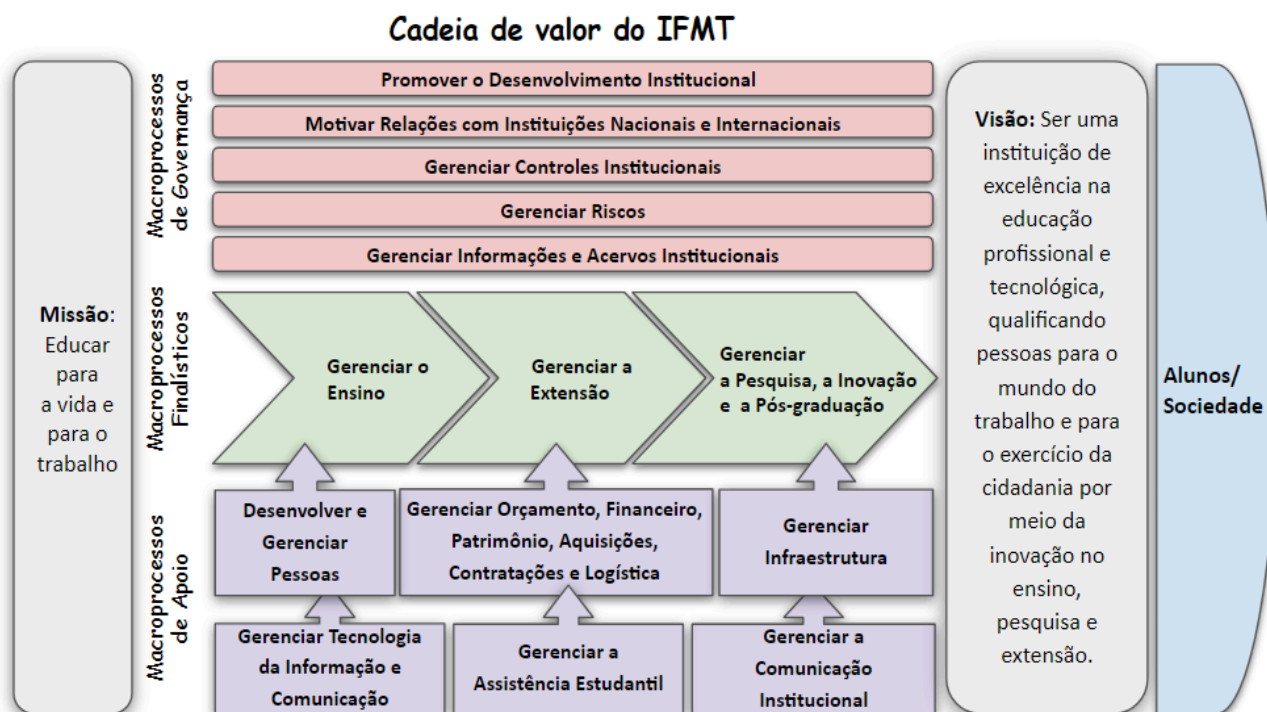 Cadeia de valor do IFMT
Missão:
Educar
para
a vida e
para o
trabalho
Macroprocessos
de Governança
Promover o Desenvolvimento Institucional
Motivar Relações com Instituições Nacionais e Internacionais
Gerenciar Controles Institucionais
Gerenciar Riscos
Gerenciar Informações e Acervos Institucionais
Macroprocessos
Finalísticos
Gerenciar o
Ensino
Gerenciar a
Extensão
Gerenciar
a Pesquisa, a Inovação
e a Pós-graduação
Macroprocessos
de Apoio
Desenvolver e
Gerenciar
Pessoas
Gerenciar Orçamento, Financeiro,
Patrimônio, Aquisições,
Contratações e Logística
Gerenciar
Infraestrutura
Gerenciar Tecnologia
da Informação e
Comunicação
Gerenciar a
Assistência Estudantil
Gerenciar a
Comunicação
Institucional
Visão: Ser uma
instituição de
excelência na
educação
profissional e
tecnológica,
qualificando
pessoas para o
mundo do
trabalho e para
o exercício da
cidadania por
meio da
inovação no
ensino,
pesquisa e
extensão.
Alunos/
Sociedade